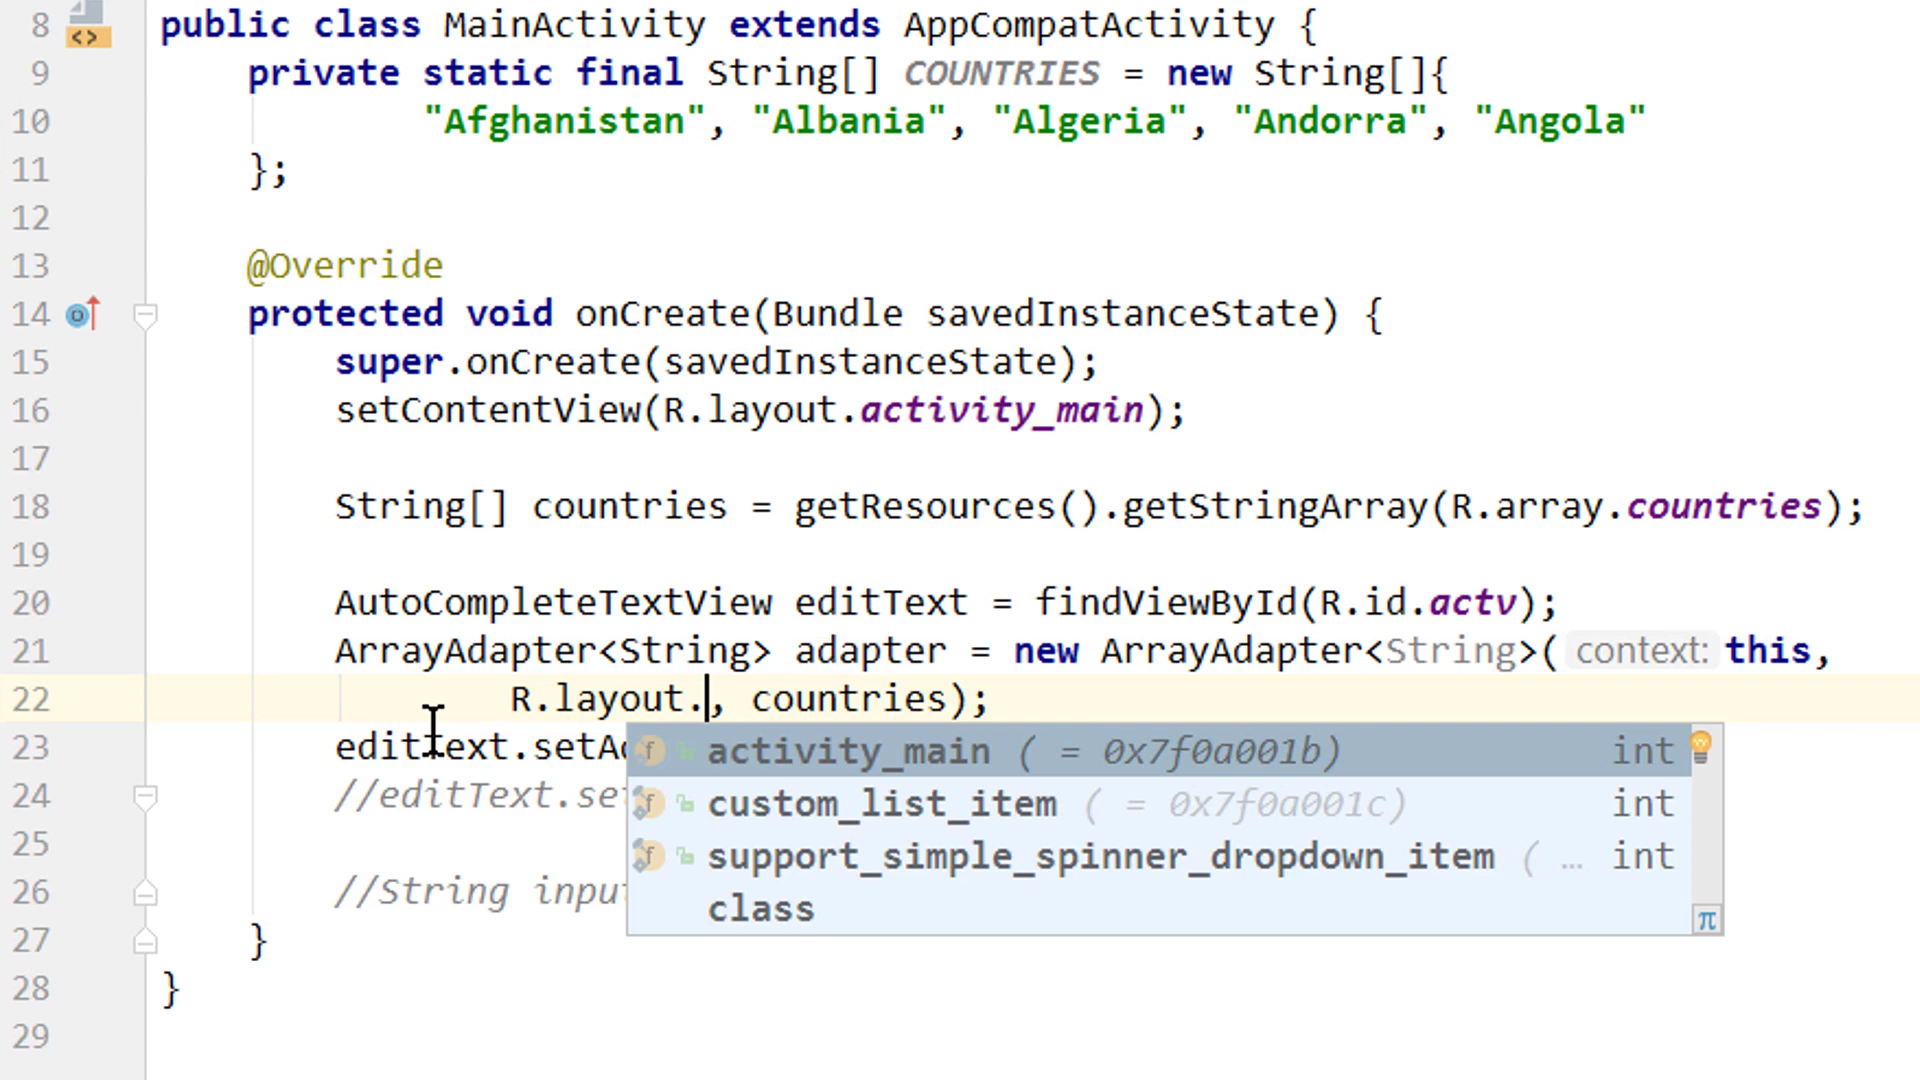 8 public class MainActivity extends AppCompatActivity {
9 private static final String[] COUNTRIES = new String[]{
10 "Afghanistan", "Albania", "Algeria", "Andorra", "Angola"
11 };
12
13 @Override
14 protected void onCreate(Bundle savedInstanceState) {
15 super.onCreate(savedInstanceState);
16 setContentView(R.layout.activity_main);
17
18 String[] countries = getResources().getStringArray(R.array.countries);
19
20 AutoCompleteTextView editText = findViewById(R.id.actv);
21 ArrayAdapter<String> adapter = new ArrayAdapter<String>( context: this,
22 R.layout., countries);
23 editText.setAd
activity_main ( = 0x7f0a001b) int
24 //editText.set
custom_list_item ( = 0x7f0a001c) int
25
support_simple_spinner_dropdown_item ( … int
26 //String input
class
π
27 }
28 }
29